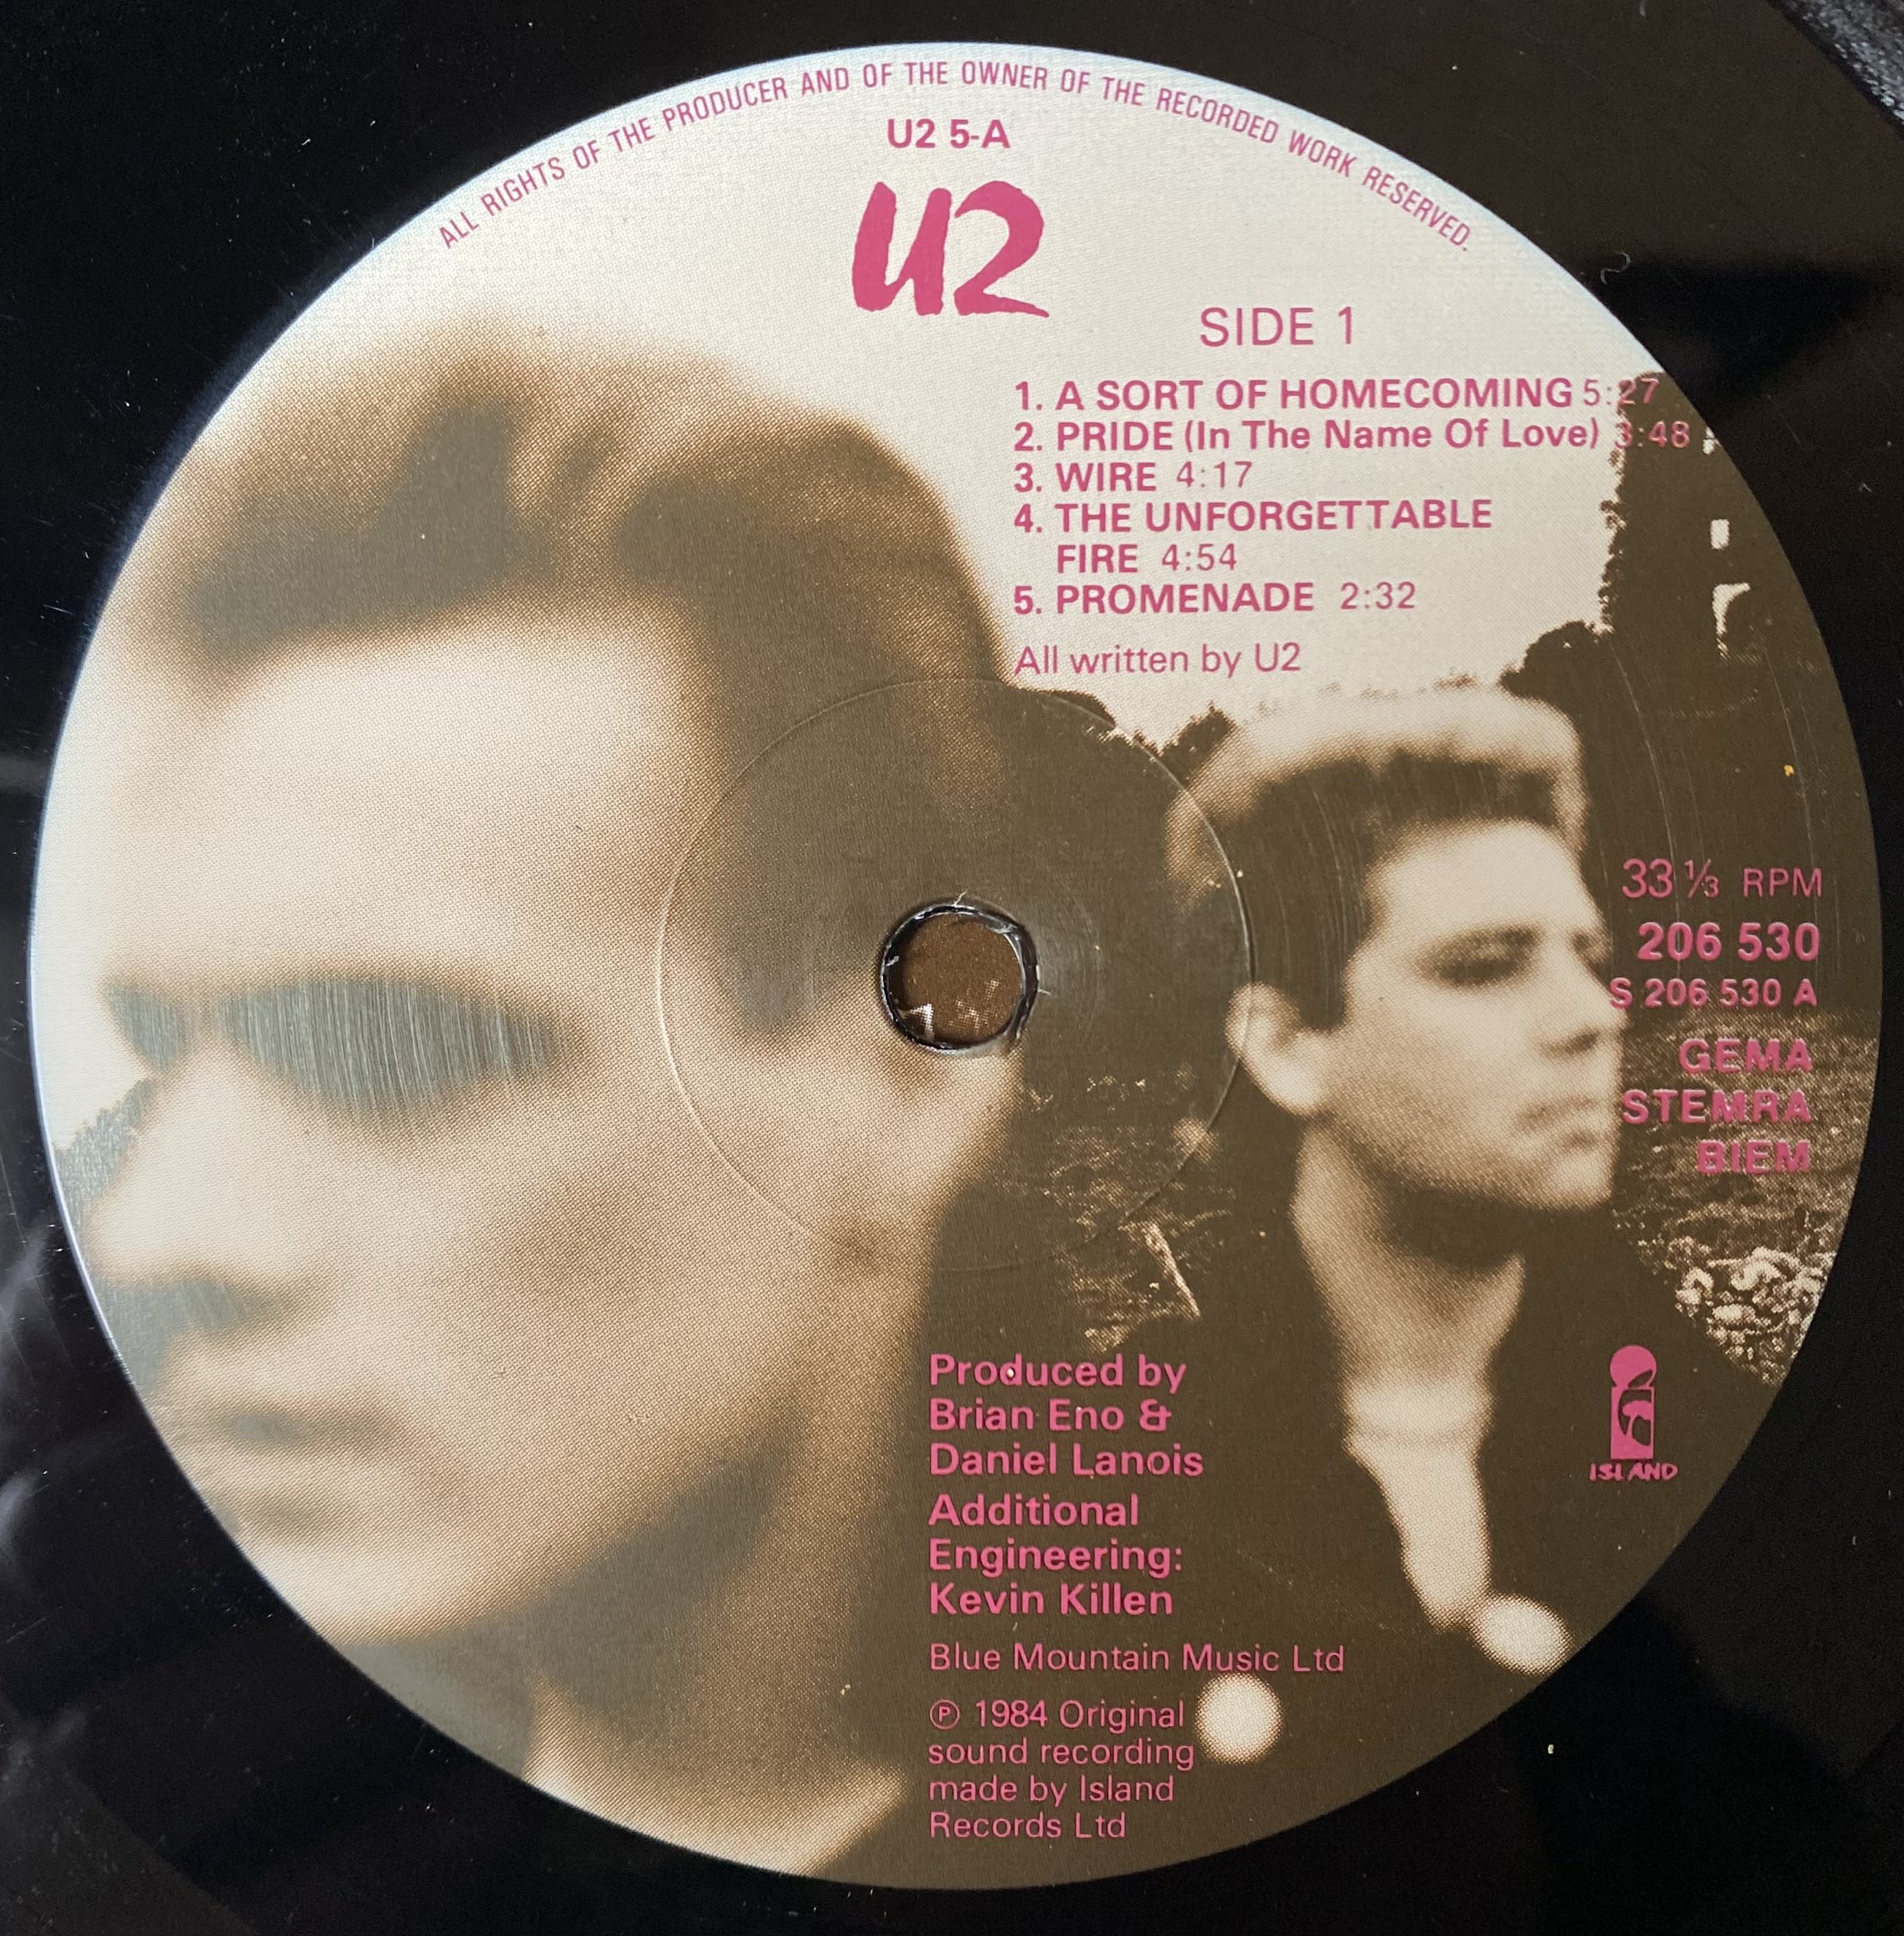 ALL RIGHTS OF THE PRODUCER AND OF THE OWNER OF THE RECORDED WORK RESERVED.
U2 5-A
U2
SIDE 1
1. A SORT OF HOMECOMING 5:27
2. PRIDE (In The Name Of Love) 3:48
3. WIRE 4:17
4. THE UNFORGETTABLE
FIRE 4:54
5. PROMENADE 2:32
All written by U2
33 ⅓ RPM
206 530
S 206 530 A
GEMA
STEMRA
BIEM
Produced by
Brian Eno &
Daniel Lanois
Additional
Engineering:
Kevin Killen
Blue Mountain Music Ltd
℗ 1984 Original
sound recording
made by Island
Records Ltd
ISLAND